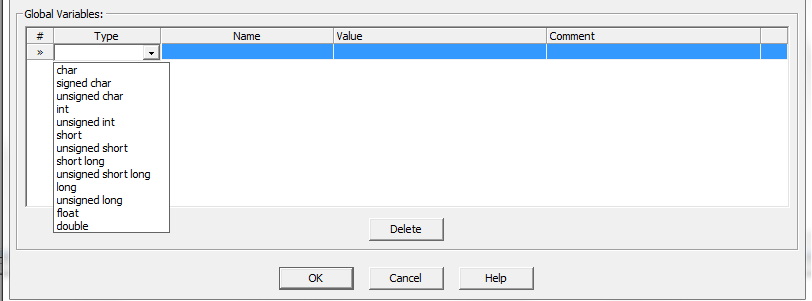 Global Variables:
# Type Name Value Comment
»
char
signed char
unsigned char
int
unsigned int
short
unsigned short
short long
unsigned short long
long
unsigned long
float
double
Delete
OK Cancel Help